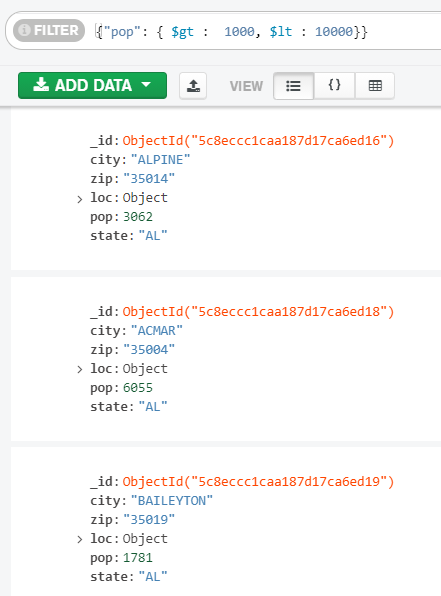 FILTER {"pop": { $gt :  1000, $lt : 10000}}
ADD DATA VIEW {}
_id:ObjectId("5c8eccc1caa187d17ca6ed16")
city:"ALPINE"
zip:"35014"
loc:Object
pop:3062
state:"AL"
_id:ObjectId("5c8eccc1caa187d17ca6ed18")
city:"ACMAR"
zip:"35004"
loc:Object
pop:6055
state:"AL"
_id:ObjectId("5c8eccc1caa187d17ca6ed19")
city:"BAILEYTON"
zip:"35019"
loc:Object
pop:1781
state:"AL"